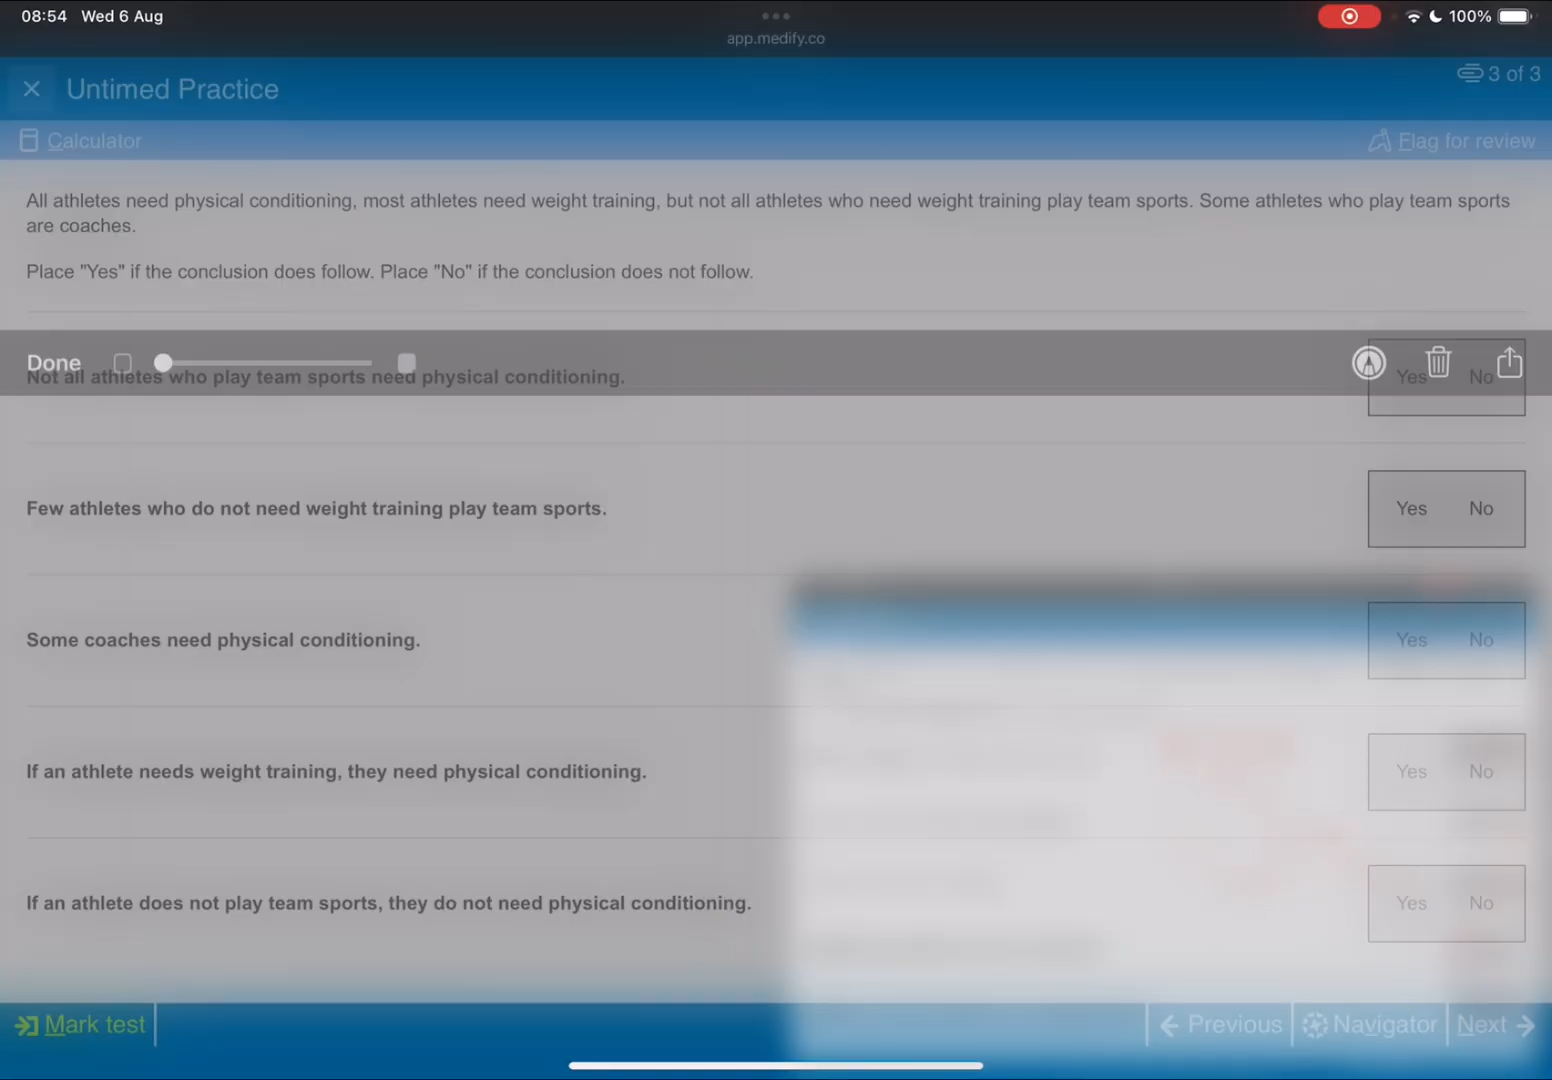 08:54 Wed 6 Aug
100%
app.medify.co
Untimed Practice
3 of 3
Calculator
Flag for review
All athletes need physical conditioning, most athletes need weight training, but not all athletes who need weight training play team sports. Some athletes who play team sports
are coaches.
Place "Yes" if the conclusion does follow. Place "No" if the conclusion does not follow.
Done
Not all athletes who play team sports need physical conditioning.
Yes No
Few athletes who do not need weight training play team sports.
Yes No
Some coaches need physical conditioning.
Yes No
If an athlete needs weight training, they need physical conditioning.
Yes No
If an athlete does not play team sports, they do not need physical conditioning.
Yes No
Mark test
Previous
Navigator
Next